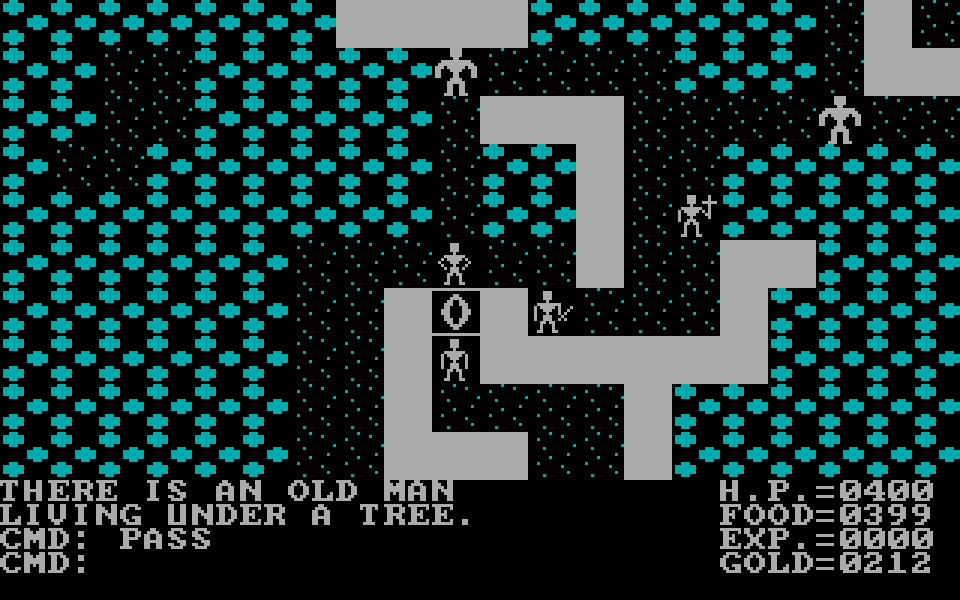 THERE IS AN OLD MAN
LIVING UNDER A TREE.
CMD: PASS
CMD:
H.P.=0400
FOOD=0399
EXP.=0000
GOLD=0212